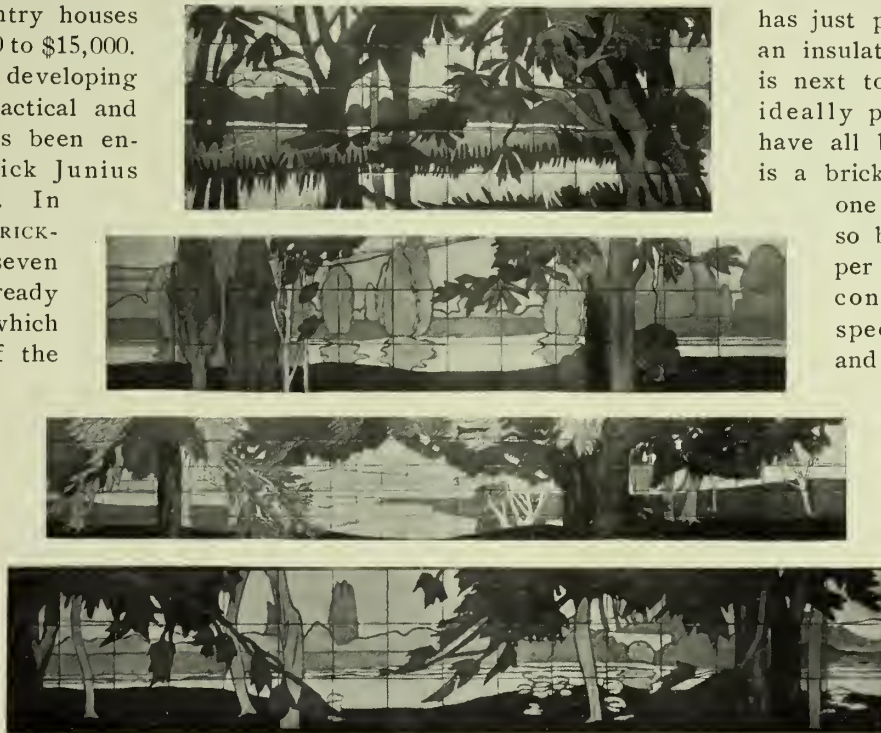 ntry houses
to $15,000.
developing
actical and
s been en-
ick Junius
. In
RICK-
seven
ready
which
f the
has just p
an insulat
is next to
ideally p
have all b
is a brick
one
so b
per
con
spec
and